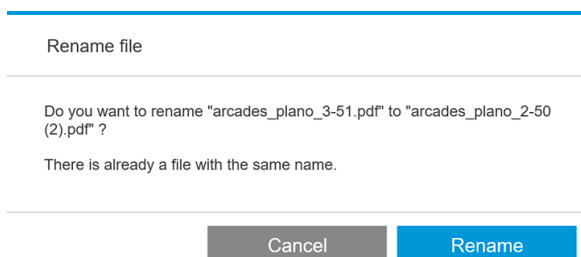 Rename file
Do you want to rename "arcades_plano_3-51.pdf" to "arcades_plano_2-50
(2).pdf" ?
There is already a file with the same name.
Cancel
Rename